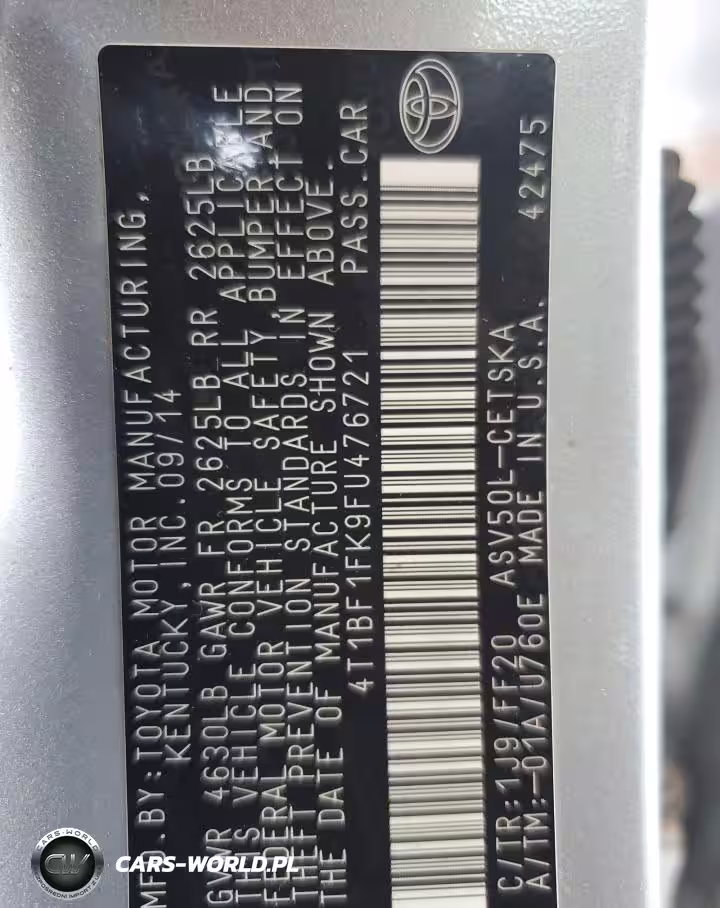 MFD.BY:TOYOTA MOTOR MANUFACTURING,
KENTUCKY,INC.09/14
GVWR 4630LB GAWR FR 2625LB RR 2625LB
THIS VEHICLE CONFORMS TO ALL APPLICABLE
FEDERAL MOTOR VEHICLE SAFETY,BUMPER,AND
THEFT PREVENTION STANDARDS IN EFFECT ON
THE DATE OF MANUFACTURE SHOWN ABOVE.
4T1BF1FK9FU476721 PASS.CAR
C/TR:1J9/FF20 ASV50L-CETSKA
A/TM:-01A/U760E MADE IN U.S.A. 42475
CARS-WORLD
CW
CARS-WORLD.PL